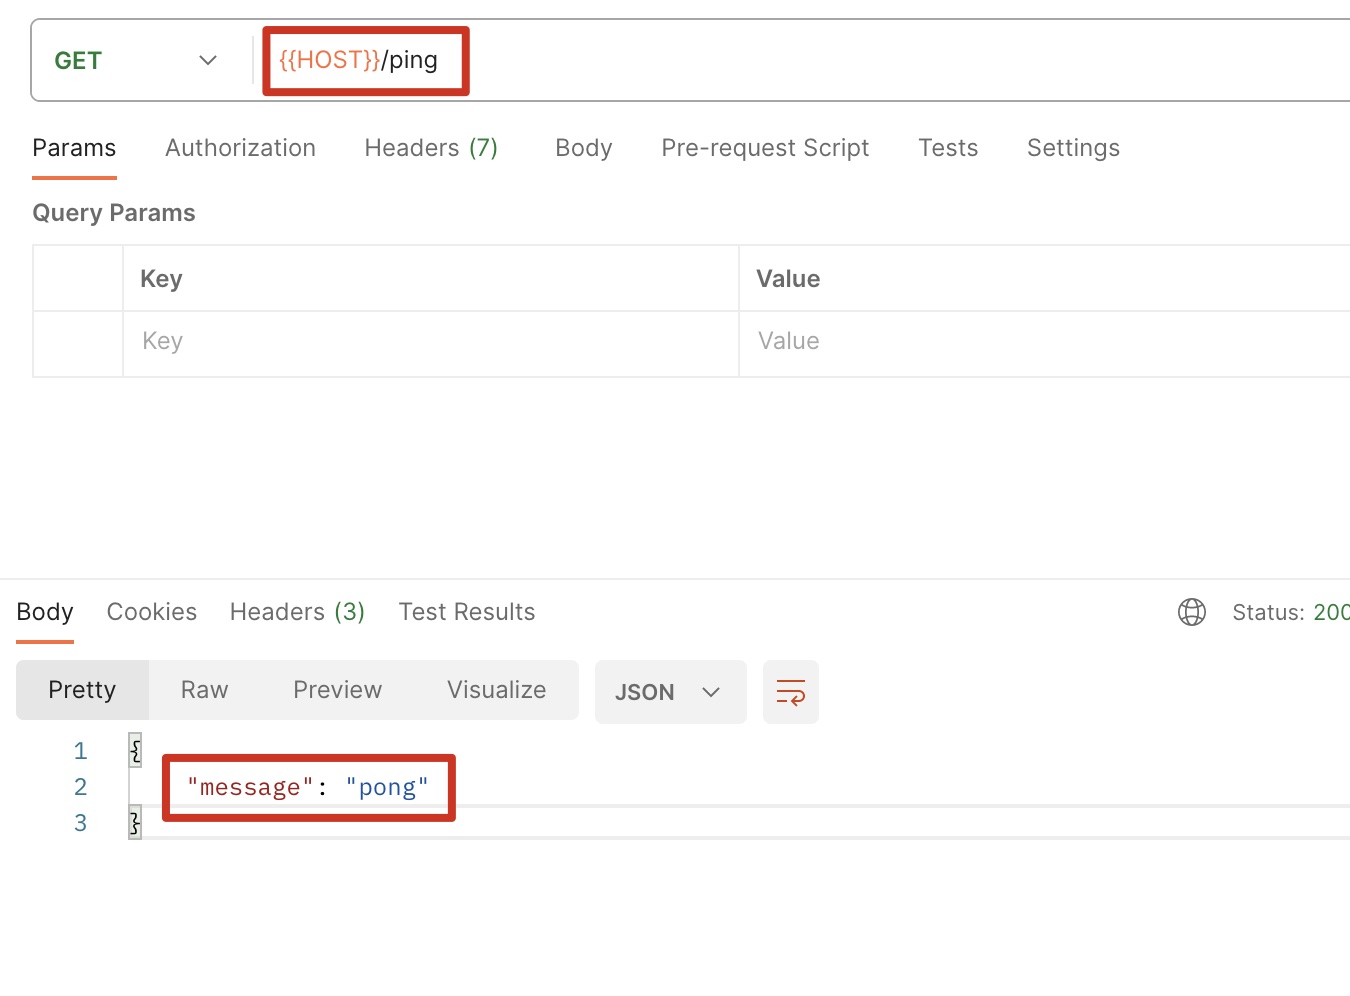 GET {{HOST}}/ping
Params Authorization Headers (7) Body Pre-request Script Tests Settings
Query Params
Key Value
Key Value
Body Cookies Headers (3) Test Results Status: 200
Pretty Raw Preview Visualize JSON
1 {
2 "message": "pong"
3 }